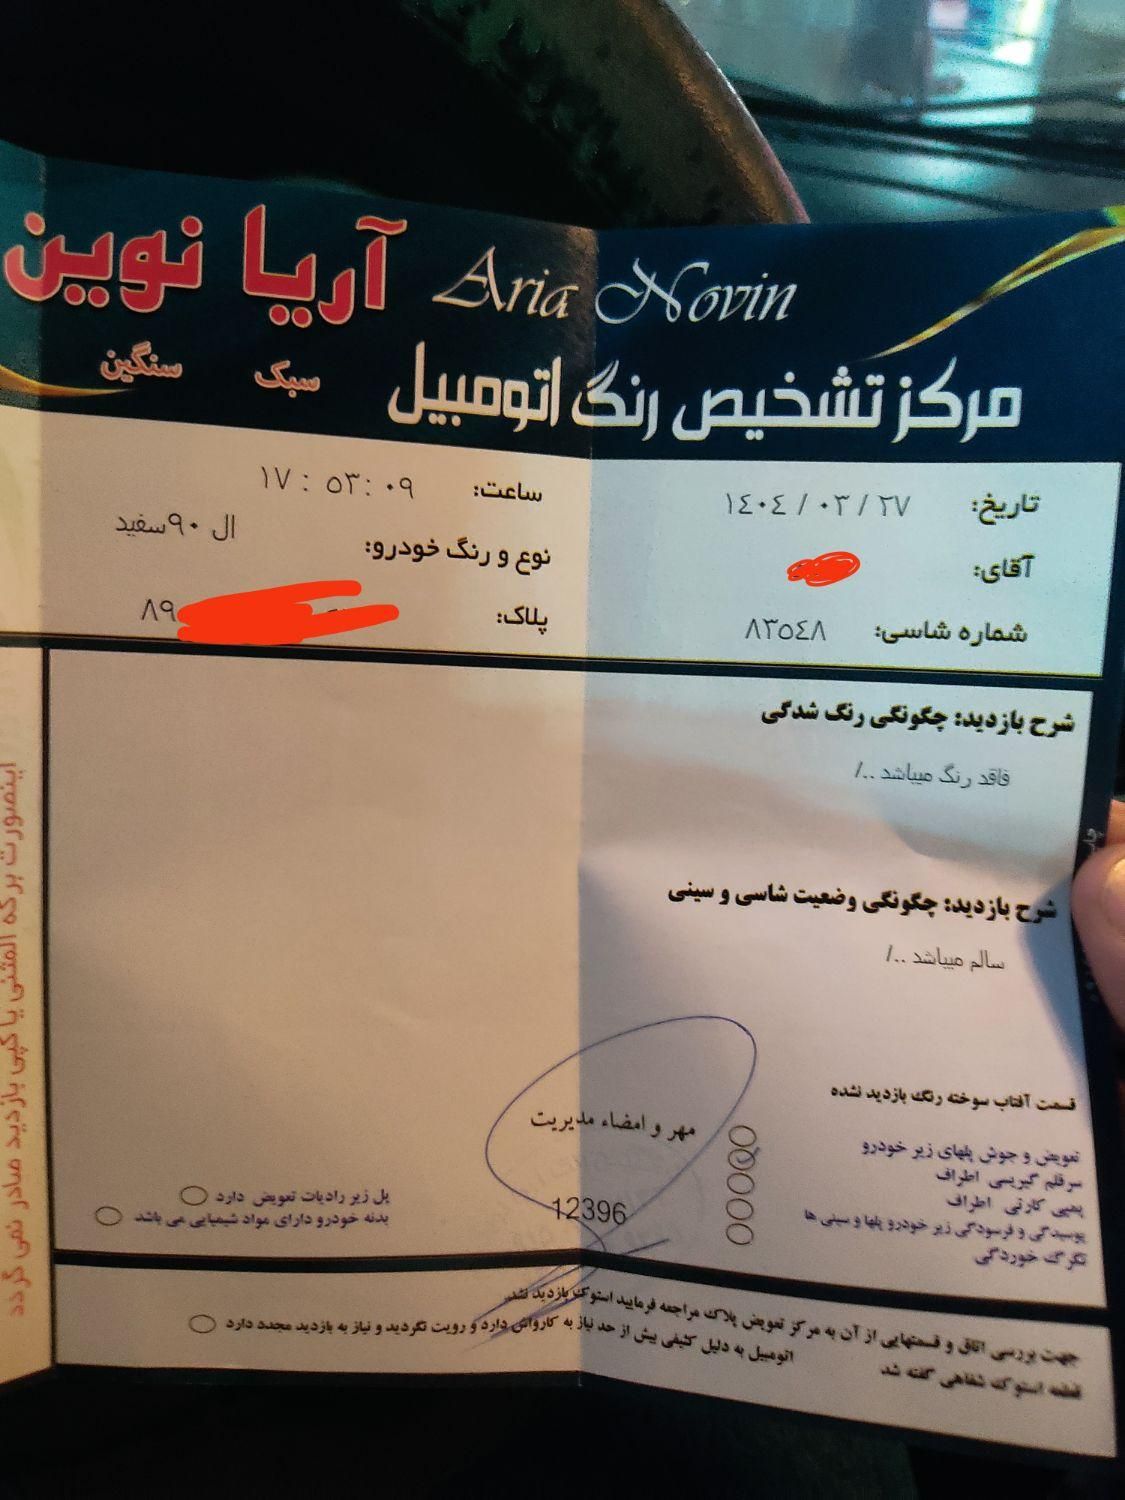 آریا نوین Aria Novin
سبک سنگین
مرکز تشخیص رنگ اتومبیل
تاریخ: ۱۴۰۴ / ۰۳ / ۲۷
ساعت: ۱۷ : ۵۳ : ۰۹
آقای:
نوع و رنگ خودرو: ال ۹۰ سفید
شماره شاسی: ۸۳۵۴۸
پلاک: ۸۹
شرح بازدید: چگونگی رنگ شدگی
فاقد رنگ میباشد ../
شرح بازدید: چگونگی وضعیت شاسی و سینی
سالم میباشد ../
قسمت آفتاب سوخته رنگ بازدید نشده
مهر و امضاء مدیریت
تعویض و جوش پلهای زیر خودرو
سرقلم گیریسی اطراف
پمپی کارتی اطراف
پوسیدگی و فرسودگی زیر خودرو پلها و سینی ها
تگرگ خوردگی
12396
پل زیر رادیات تعویض دارد
بدنه خودرو دارای مواد شیمیایی می باشد
جهت بررسی اتاق و قسمتهایی از آن به مرکز تعویض پلاک مراجعه فرمایید استوک بازدید نشد..
اتومبیل به دلیل کثیفی بیش از حد نیاز به کارواش دارد و رویت نگردید و نیاز به بازدید مجدد دارد
قطعه استوک شفاهی گفته شد
اینصورت برگه المثنی یا کپی بازدید صادر نمی گردد